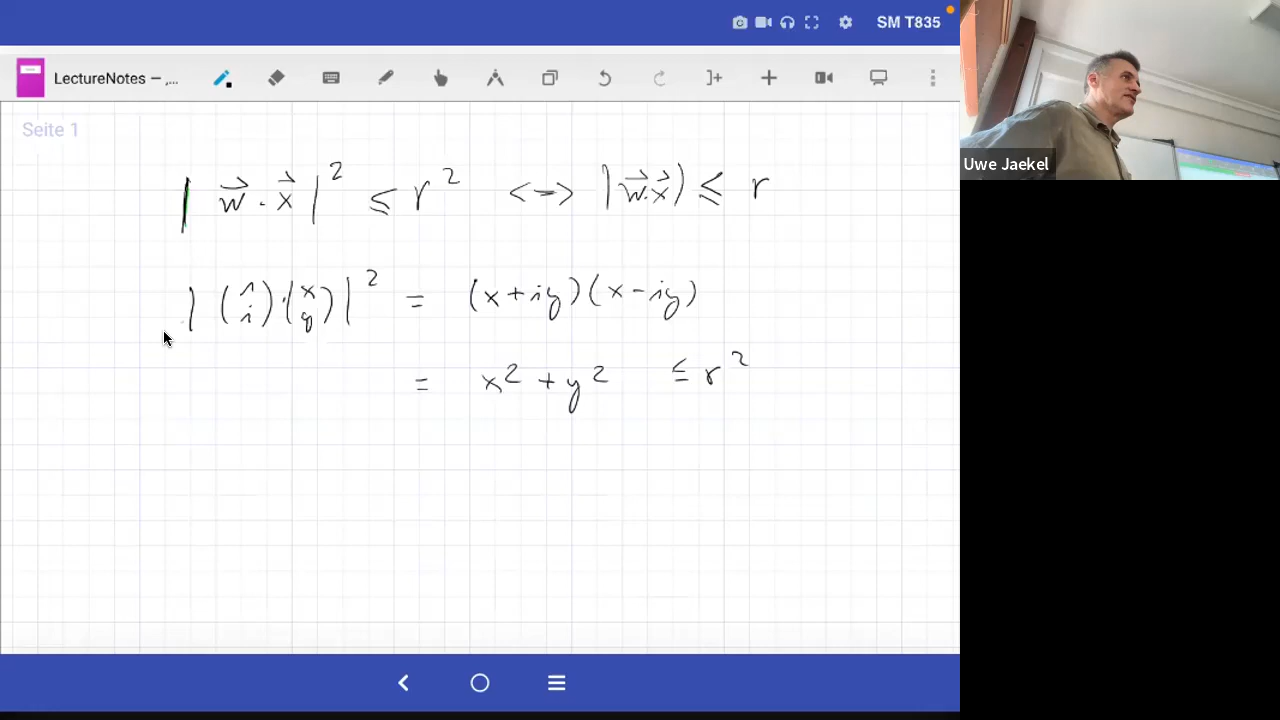 SM T835
LectureNotes – ,...
Seite 1
| w⃗ · x⃗ |² ≤ r² <=> |w⃗·x⃗| ≤ r
| (1 i)·(x y) |² = (x + iy)(x − iy)
= x² + y² ≤ r²
Uwe Jaekel